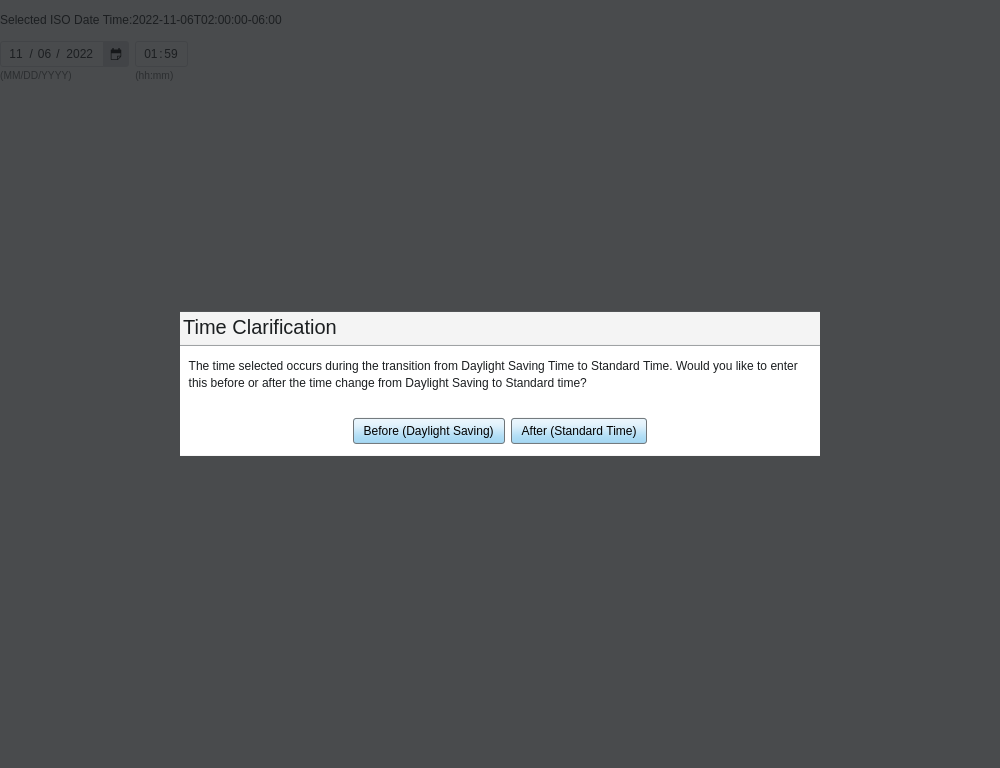 Selected ISO Date Time:2022-11-06T02:00:00-06:00
11 / 06 / 2022 01:59
(MM/DD/YYYY) (hh:mm)
Time Clarification
The time selected occurs during the transition from Daylight Saving Time to Standard Time. Would you like to enter
this before or after the time change from Daylight Saving to Standard time?
Before (Daylight Saving) After (Standard Time)